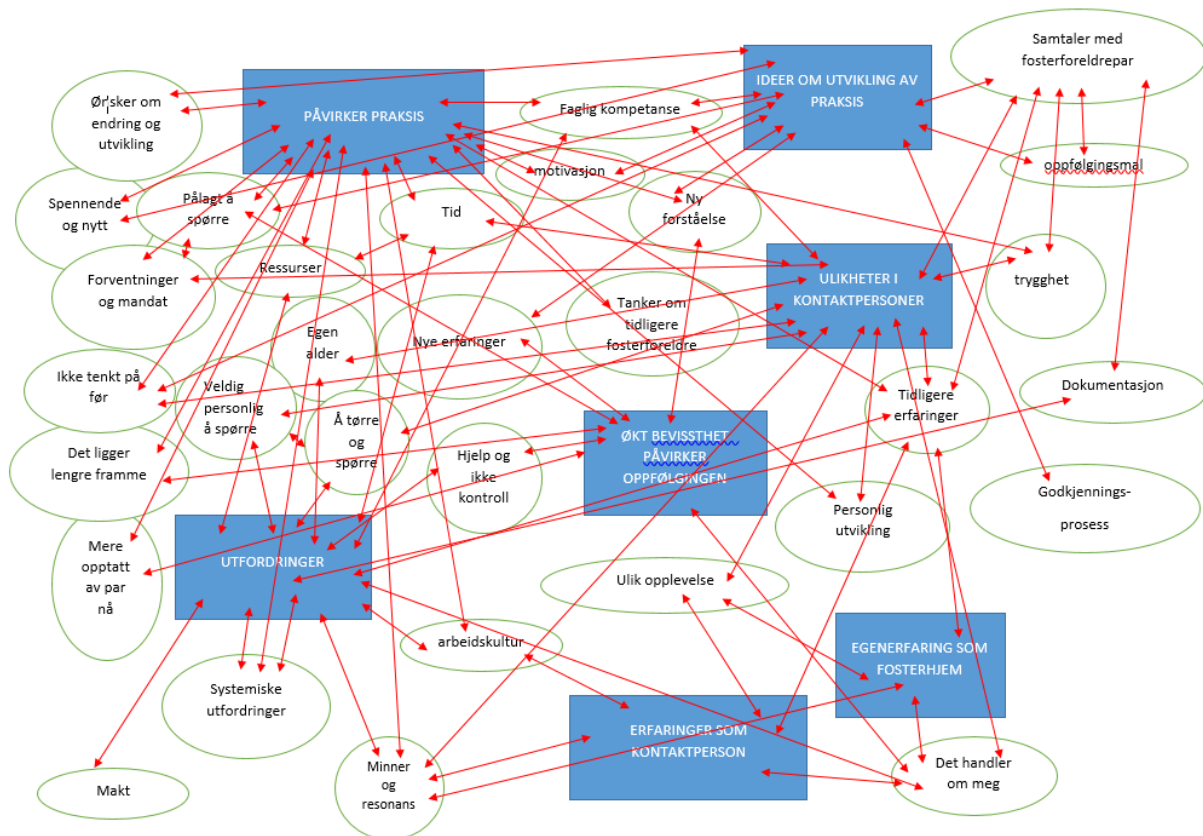 Samtaler med
fosterforeldrepar
IDEER OM UTVIKLING AV
PRAKSIS
PÅVIRKER PRAKSIS
Ønsker om
endring og
utvikling
Faglig kompetanse
motivasjon
oppfølgingsmal
Spennende
og nytt
Pålagt å
spørre
Tid
Ny
forståelse
Forventninger
og mandat
Ressurser
ULIKHETER I
KONTAKTPERSONER
trygghet
Egen
alder
Nye erfaringer
Tanker om
tidligere
fosterforeldre
Ikke tenkt på
før
Veldig
personlig
å spørre
Å tørre
og
spørre
Tidligere
erfaringer
Dokumentasjon
Det ligger
lengre framme
Hjelp og
ikke
kontroll
ØKT BEVISSTHET
PÅVIRKER
OPPFØLGINGEN
Personlig
utvikling
Godkjennings-
prosess
Mere
opptatt
av par
nå
UTFORDRINGER
Ulik opplevelse
arbeidskultur
EGENERFARING SOM
FOSTERHJEM
Systemiske
utfordringer
ERFARINGER SOM
KONTAKTPERSON
Makt
Minner
og
resonans
Det handler
om meg